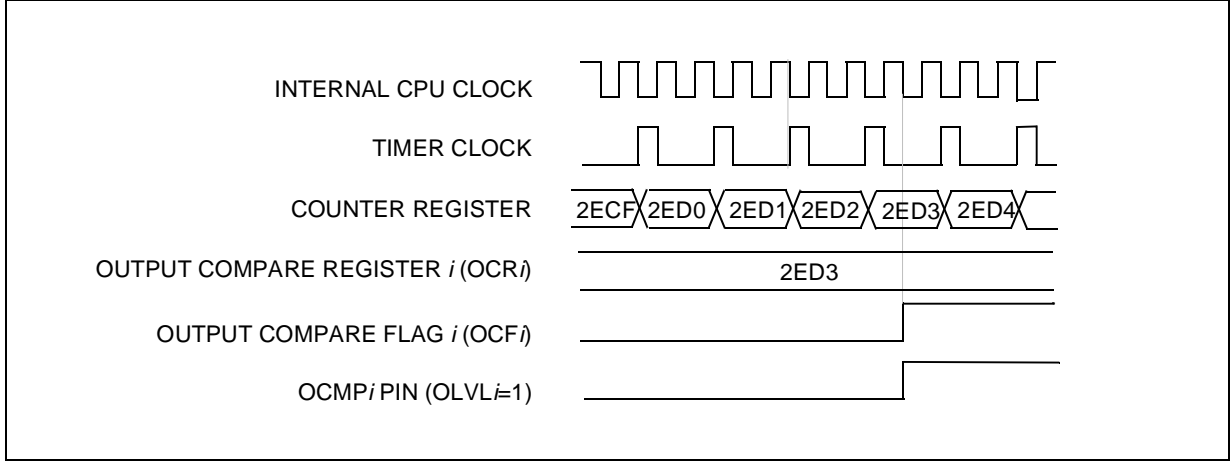 INTERNAL CPU CLOCK
TIMER CLOCK
COUNTER REGISTER 2ECF 2ED0 2ED1 2ED2 2ED3 2ED4
OUTPUT COMPARE REGISTER i (OCRi) 2ED3
OUTPUT COMPARE FLAG i (OCFi)
OCMPi PIN (OLVLi=1)